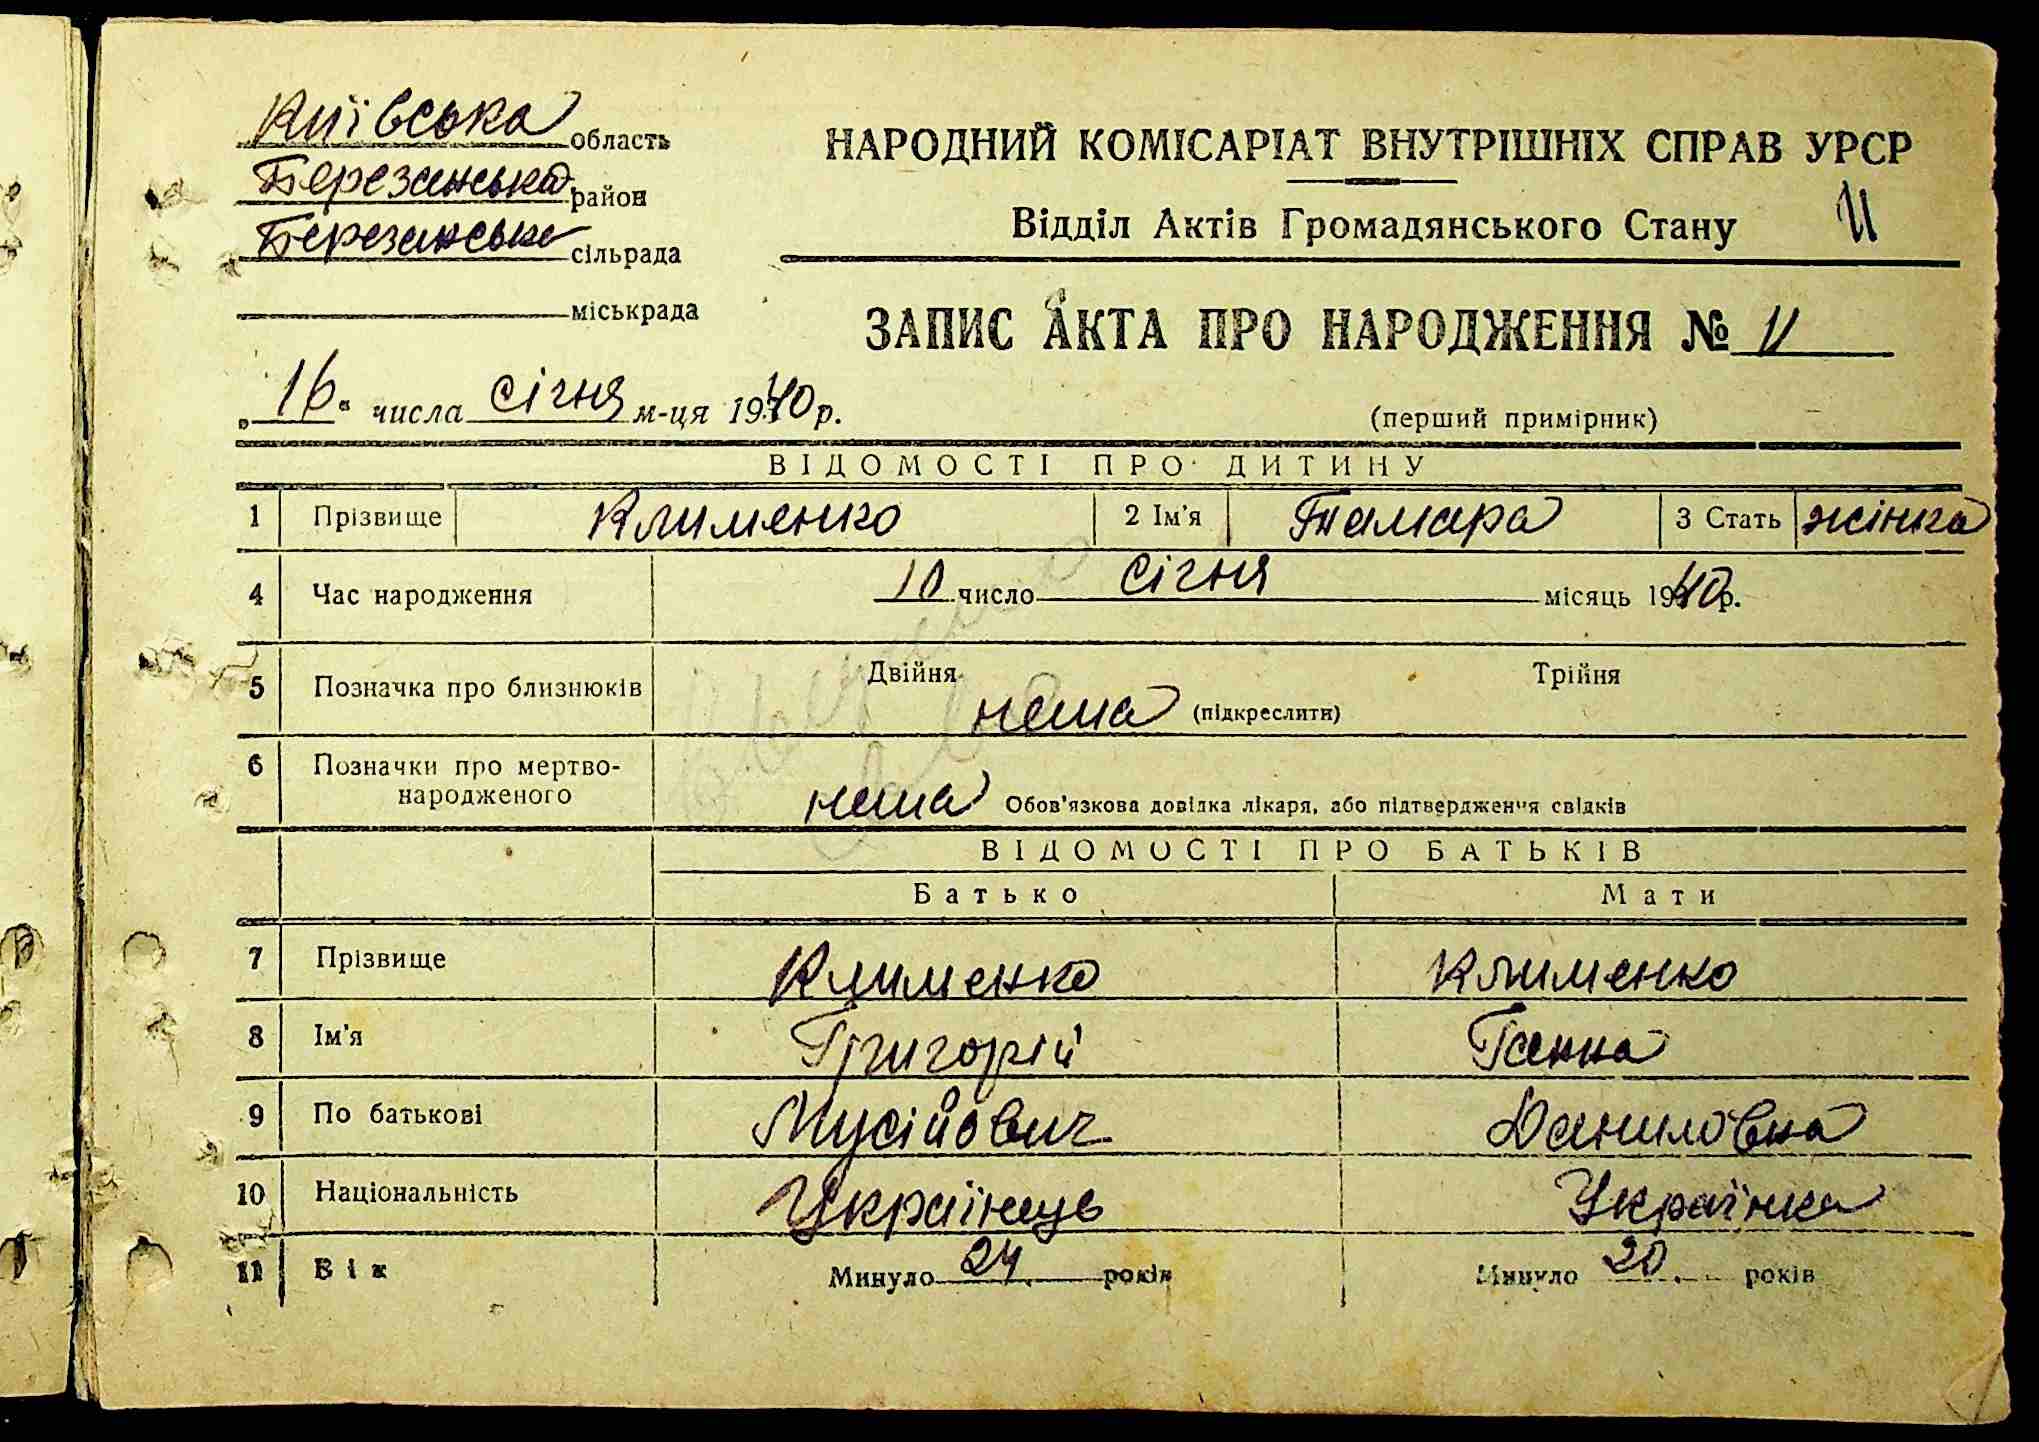 Київська область
Березанська район
Березанська сільрада
міськрада
НАРОДНИЙ КОМІСАРІАТ ВНУТРІШНІХ СПРАВ УРСР
Відділ Актів Громадянського Стану
11
ЗАПИС АКТА ПРО НАРОДЖЕННЯ № 11
„16“ числа січня м-ця 1940 р.
(перший примірник)
ВІДОМОСТІ ПРО ДИТИНУ
1 Прізвище Клименко 2 Ім'я Тамара 3 Стать жінка
4 Час народження 10 число січня місяць 1940 р.
5 Позначка про близнюків Двійня Трійня
нема (підкреслити)
6 Позначки про мертво-
народженого нема Обов'язкова довідка лікаря, або підтвердження свідків
ВІДОМОСТІ ПРО БАТЬКІВ
Батько Мати
7 Прізвище Клименко Клименко
8 Ім'я Григорій Ганна
9 По батькові Мусійович Даниловна
10 Національність Українець Українка
11 Вік Минуло 24 років Минуло 20 років